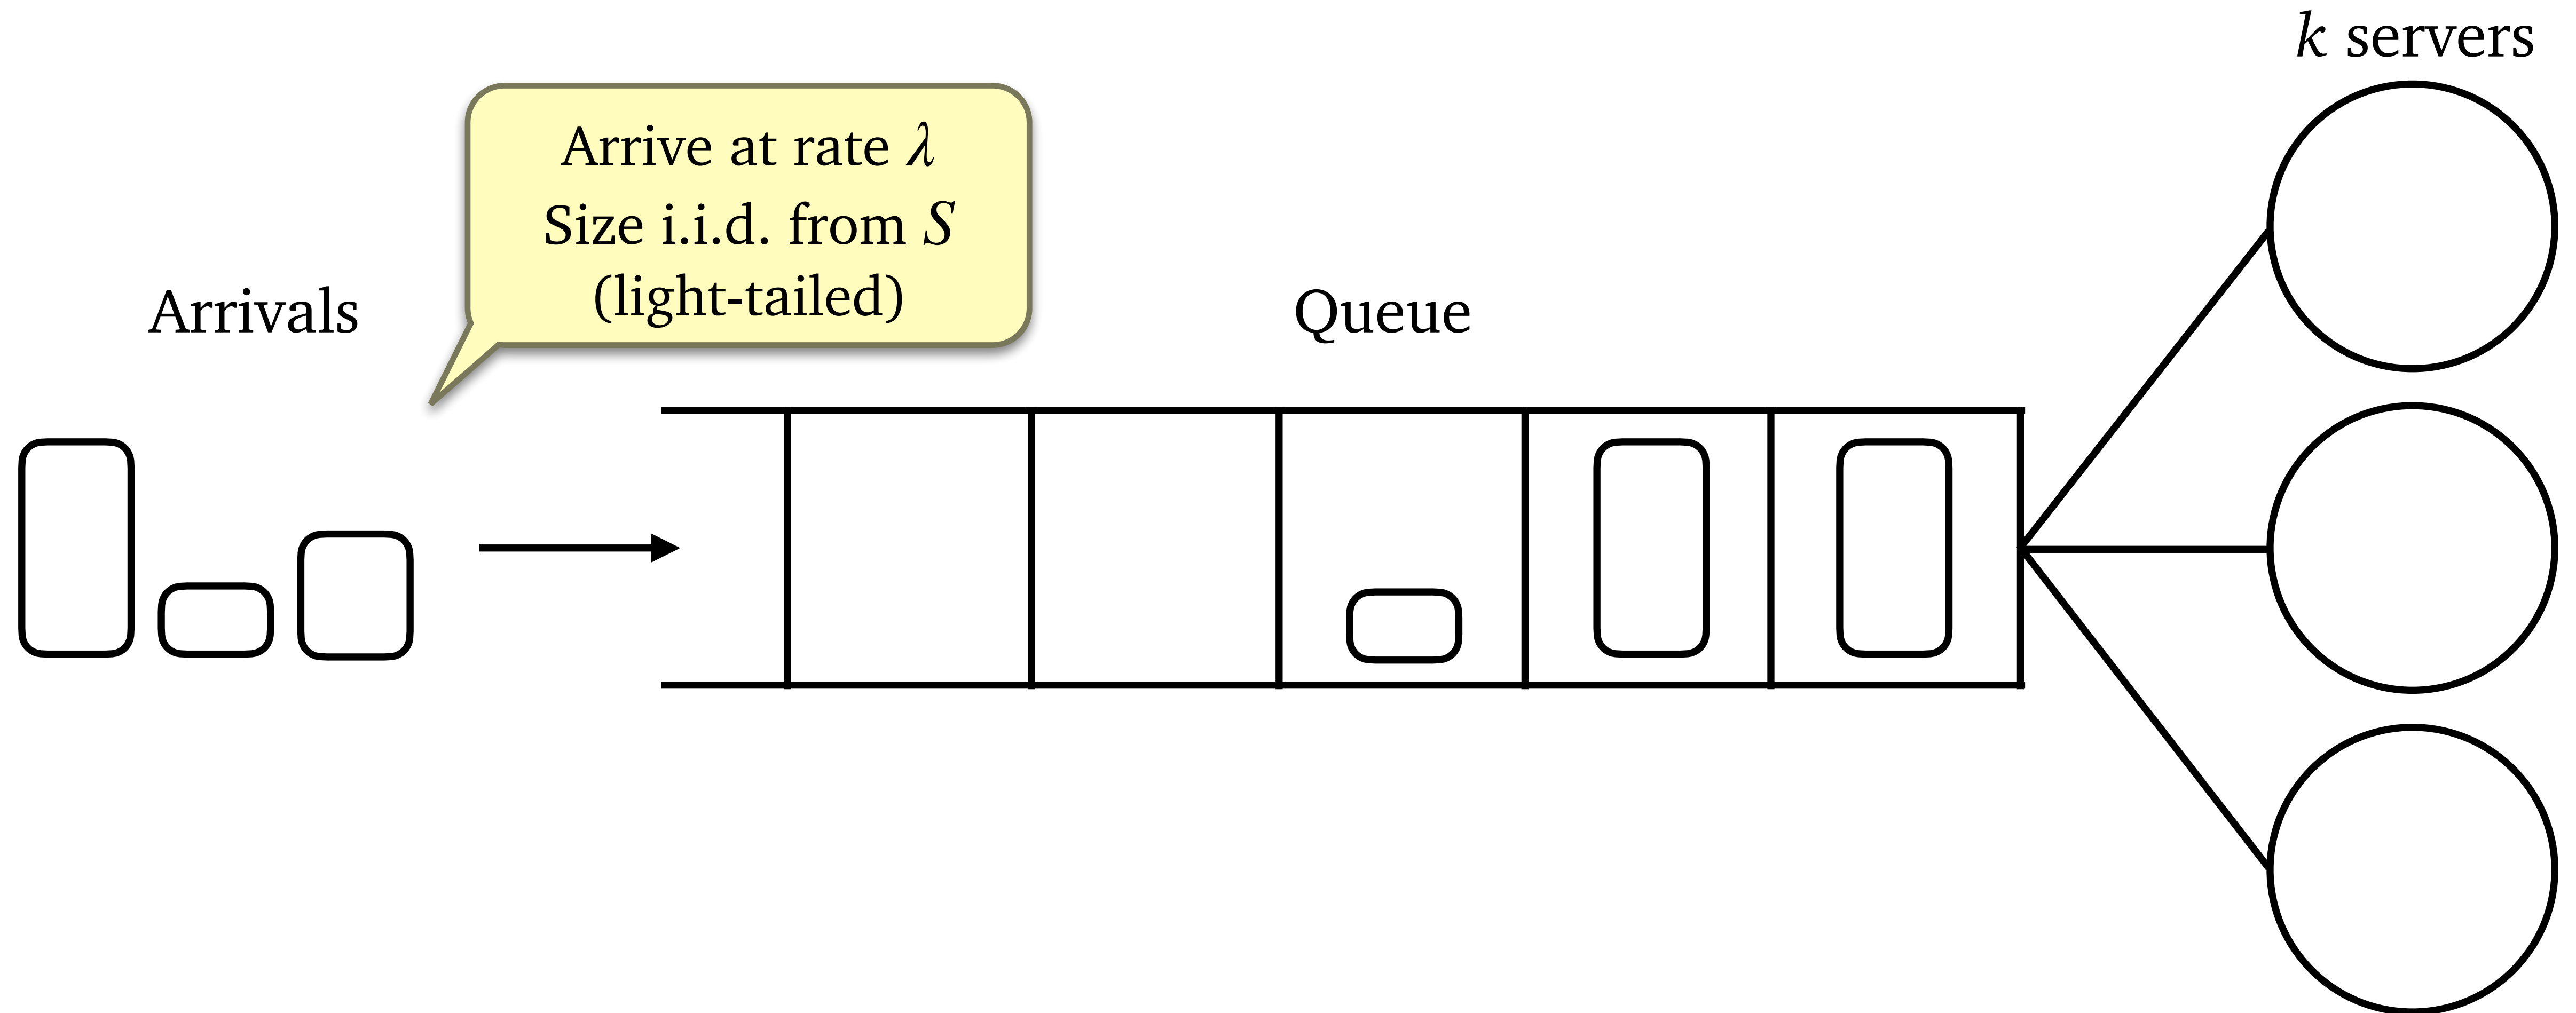 k servers
Arrive at rate λ
Size i.i.d. from S
(light-tailed)
Arrivals
Queue